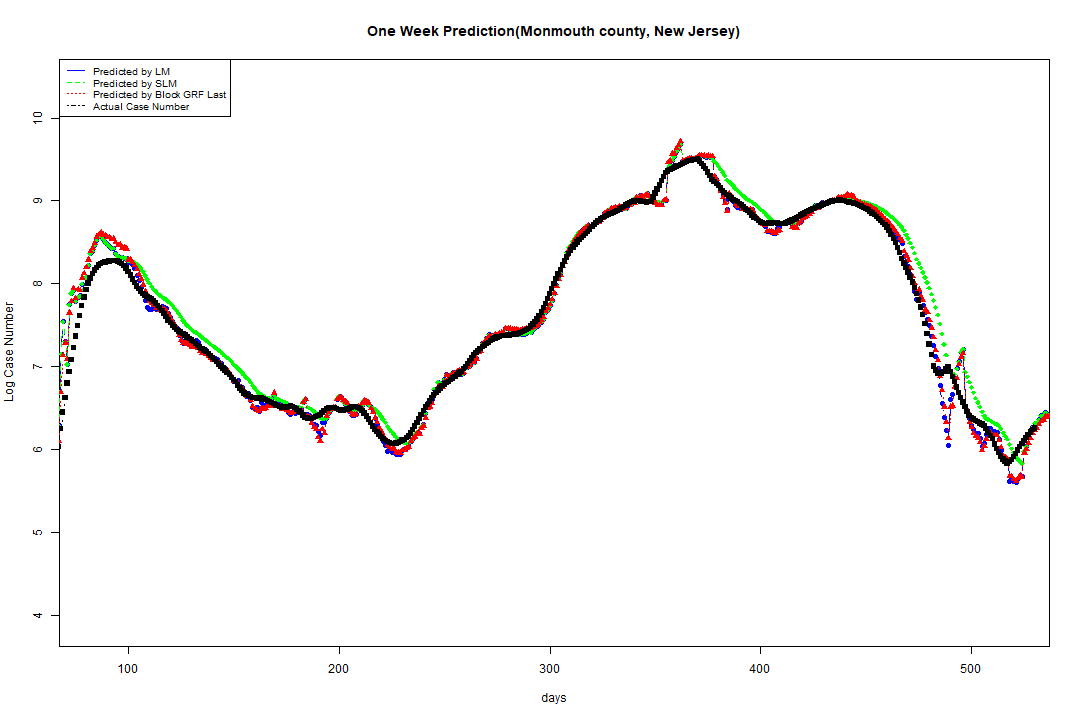 One Week Prediction(Monmouth county, New Jersey)
Predicted by LM
Predicted by SLM
Predicted by Block GRF Last
Actual Case Number
10
9
8
7
6
5
4
Log Case Number
100 200 300 400 500
days